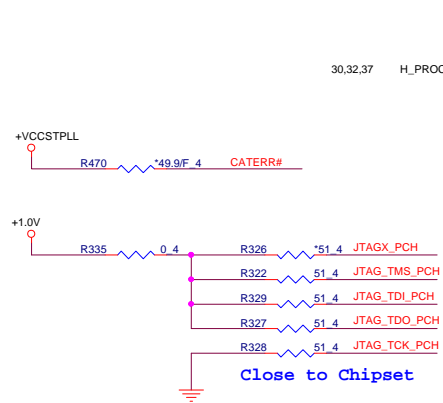 30,32,37 H_PROC
+VCCSTPLL
R470 *49.9/F_4 CATERR#
+1.0V
R335 0_4 R326 *51_4 JTAGX_PCH
R322 51_4 JTAG_TMS_PCH
R329 51_4 JTAG_TDI_PCH
R327 51_4 JTAG_TDO_PCH
R328 51_4 JTAG_TCK_PCH
Close to Chipset